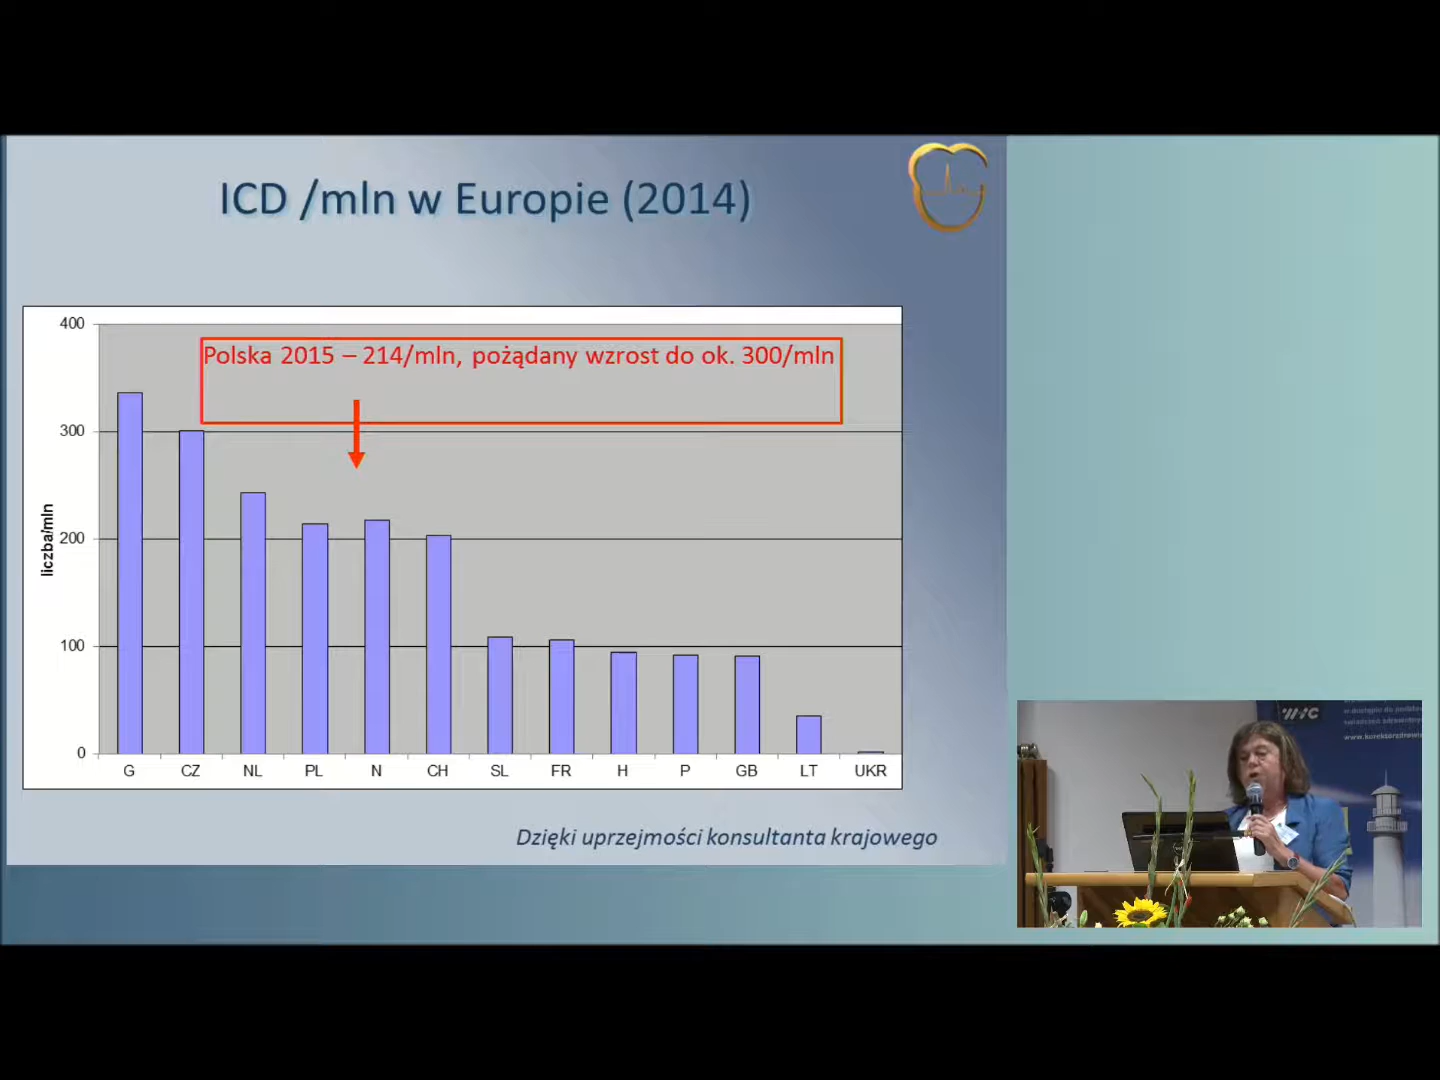 ICD /mln w Europie (2014)
400
Polska 2015 – 214/mln, pożądany wzrost do ok. 300/mln
300
liczba/mln
200
100
0
G CZ NL PL N CH SL FR H P GB LT UKR
Dzięki uprzejmości konsultanta krajowego